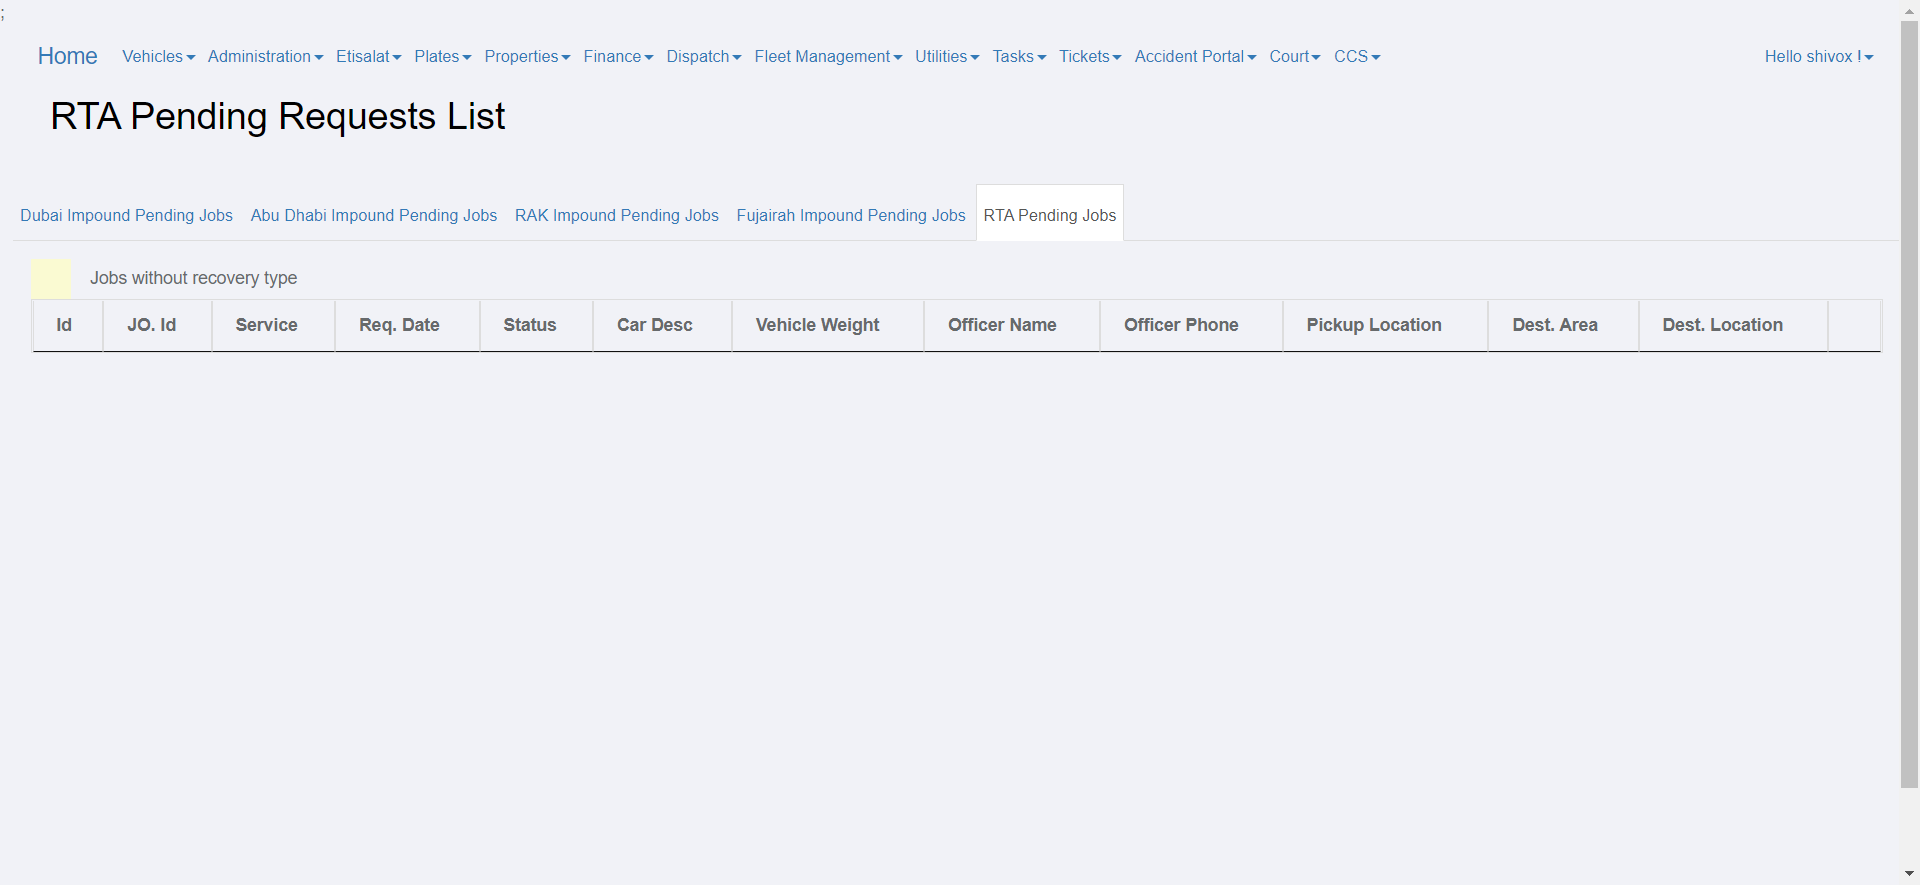 ;
Home Vehicles Administration Etisalat Plates Properties Finance Dispatch Fleet Management Utilities Tasks Tickets Accident Portal Court CCS Hello shivox !
RTA Pending Requests List
Dubai Impound Pending Jobs Abu Dhabi Impound Pending Jobs RAK Impound Pending Jobs Fujairah Impound Pending Jobs RTA Pending Jobs
Jobs without recovery type
Id JO. Id Service Req. Date Status Car Desc Vehicle Weight Officer Name Officer Phone Pickup Location Dest. Area Dest. Location